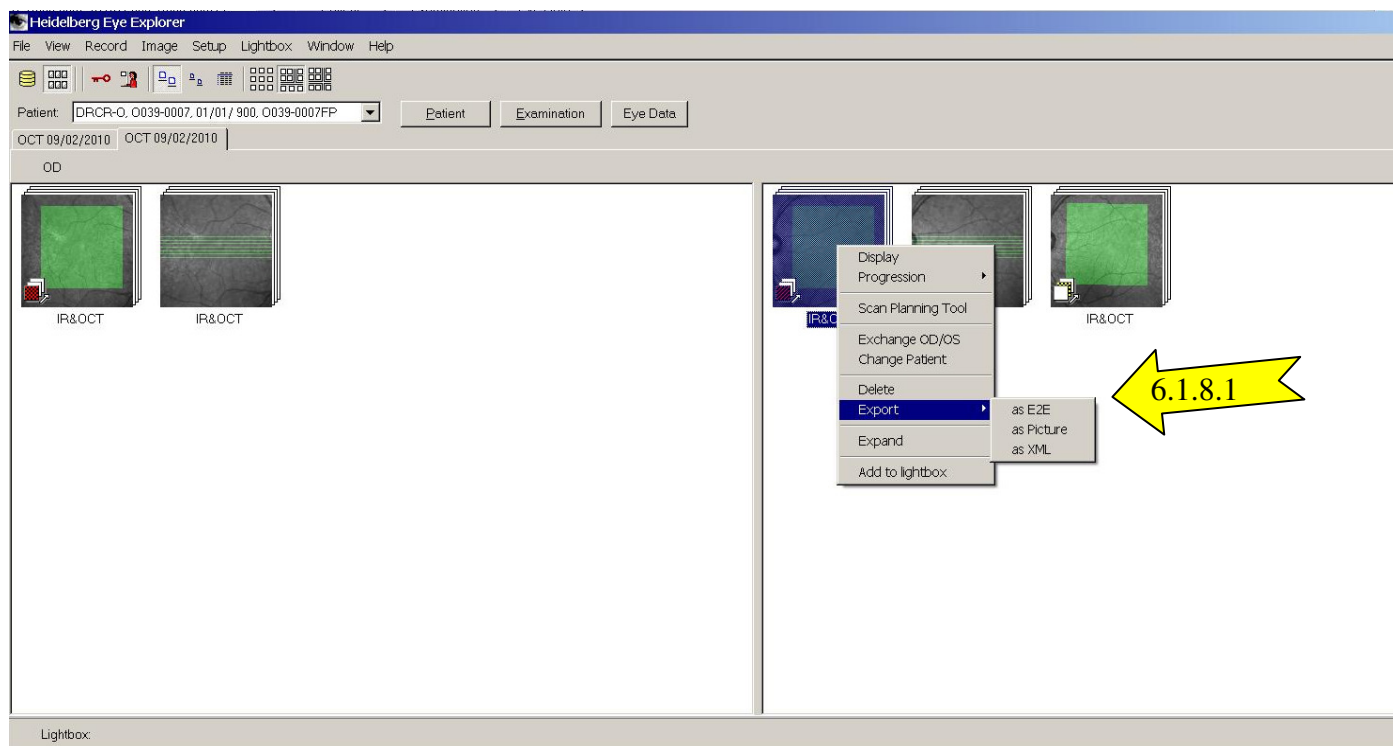 Heidelberg Eye Explorer
File View Record Image Setup Lightbox Window Help
Patient: DRCR-O, O039-0007, 01/01/ 900, O039-0007FP Patient Examination Eye Data
OCT 09/02/2010 OCT 09/02/2010
OD
IR&OCT IR&OCT
IR&O IR&OCT
Display
Progression
Scan Planning Tool
Exchange OD/OS
Change Patient
Delete
Export
Expand
Add to lightbox
as E2E
as Picture
as XML
6.1.8.1
Lightbox: